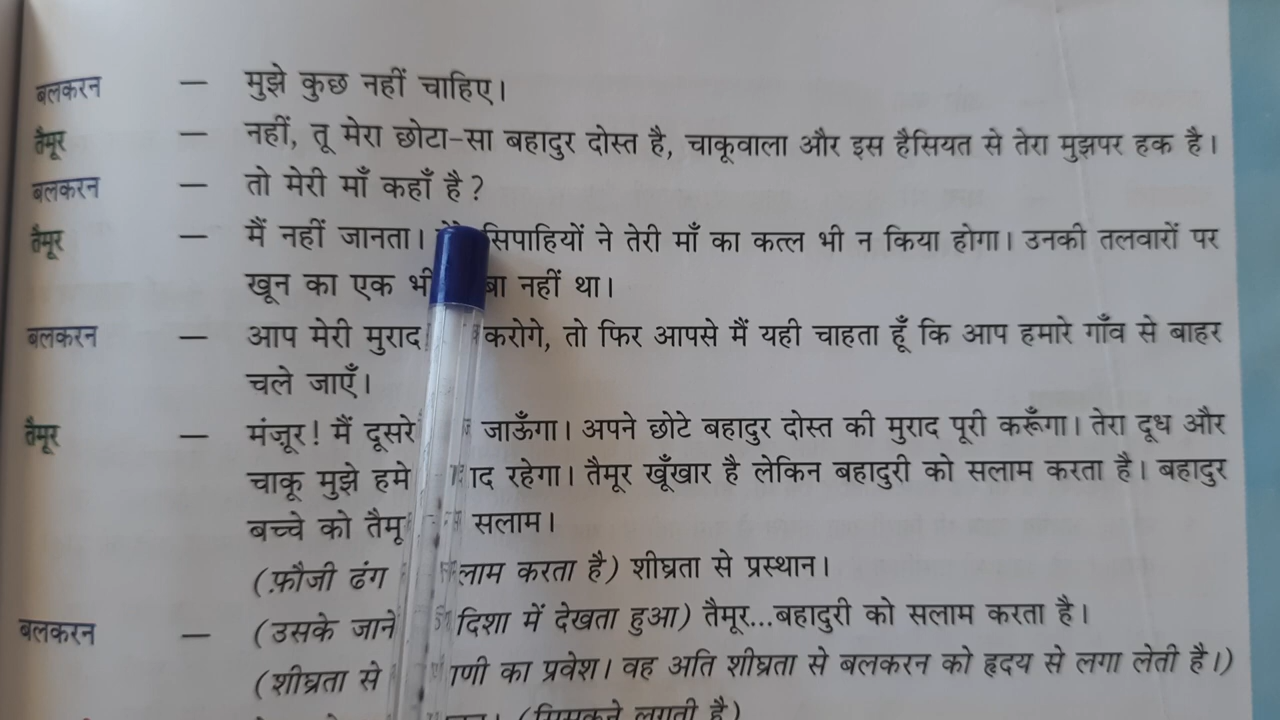 बलकरन — मुझे कुछ नहीं चाहिए।
तैमूर — नहीं, तू मेरा छोटा-सा बहादुर दोस्त है, चाकूवाला और इस हैसियत से तेरा मुझपर हक है।
बलकरन — तो मेरी माँ कहाँ है?
तैमूर — मैं नहीं जानता। सिपाहियों ने तेरी माँ का कत्ल भी न किया होगा। उनकी तलवारों पर
खून का एक भी नहीं था।
बलकरन — आप मेरी मुराद करोगे, तो फिर आपसे मैं यही चाहता हूँ कि आप हमारे गाँव से बाहर
चले जाएँ।
तैमूर — मंज़ूर! मैं दूसरे जाऊँगा। अपने छोटे बहादुर दोस्त की मुराद पूरी करूँगा। तेरा दूध और
चाकू मुझे रहेगा। तैमूर खूँखार है लेकिन बहादुरी को सलाम करता है। बहादुर
बच्चे को सलाम।
(फ़ौजी ढंग करता है) शीघ्रता से प्रस्थान।
बलकरन — (उसके जाने दिशा में देखता हुआ) तैमूर...बहादुरी को सलाम करता है।
(शीघ्रता से का प्रवेश। वह अति शीघ्रता से बलकरन को हृदय से लगा लेती है।)